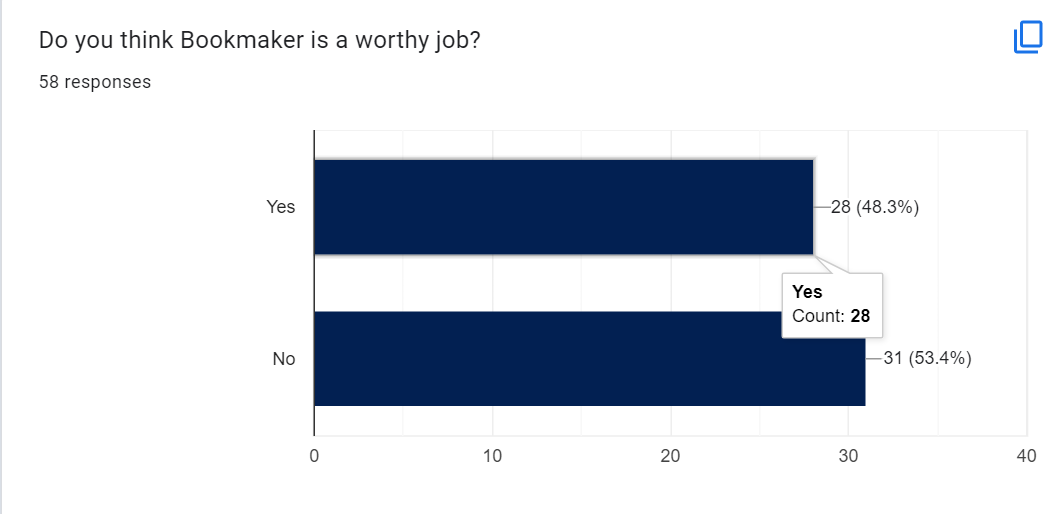 Do you think Bookmaker is a worthy job?
58 responses
Yes
28 (48.3%)
Yes
Count: 28
No
31 (53.4%)
0 10 20 30 40